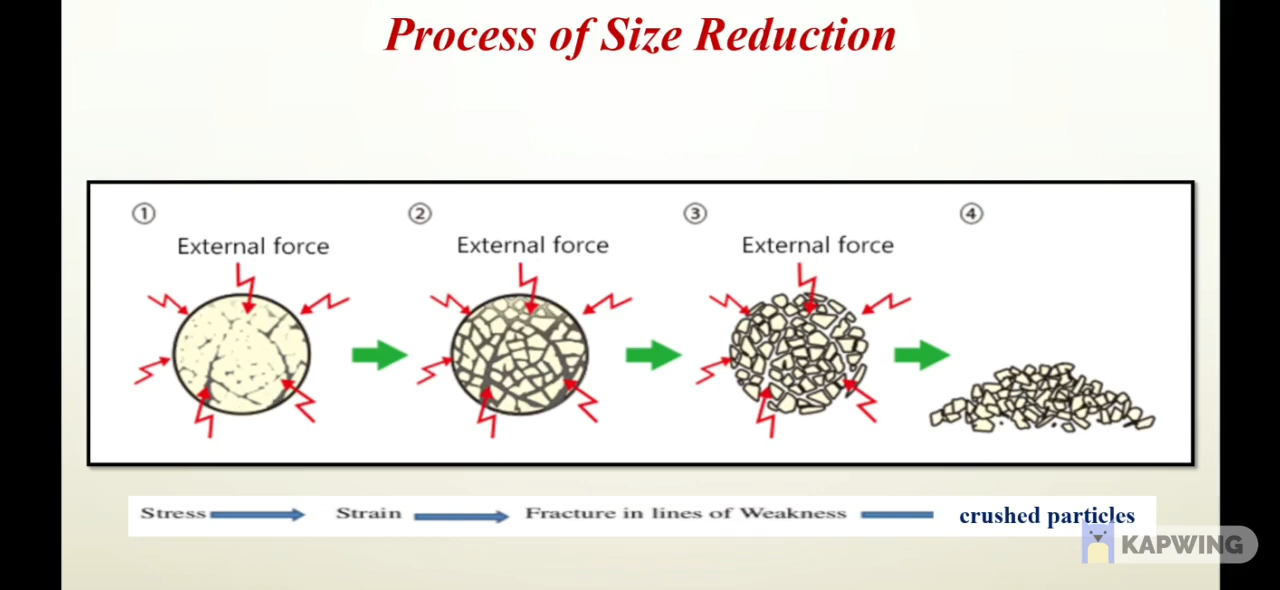 Process of Size Reduction
① ② ③ ④
External force External force External force
Stress Strain Fracture in lines of Weakness crushed particles
KAPWING